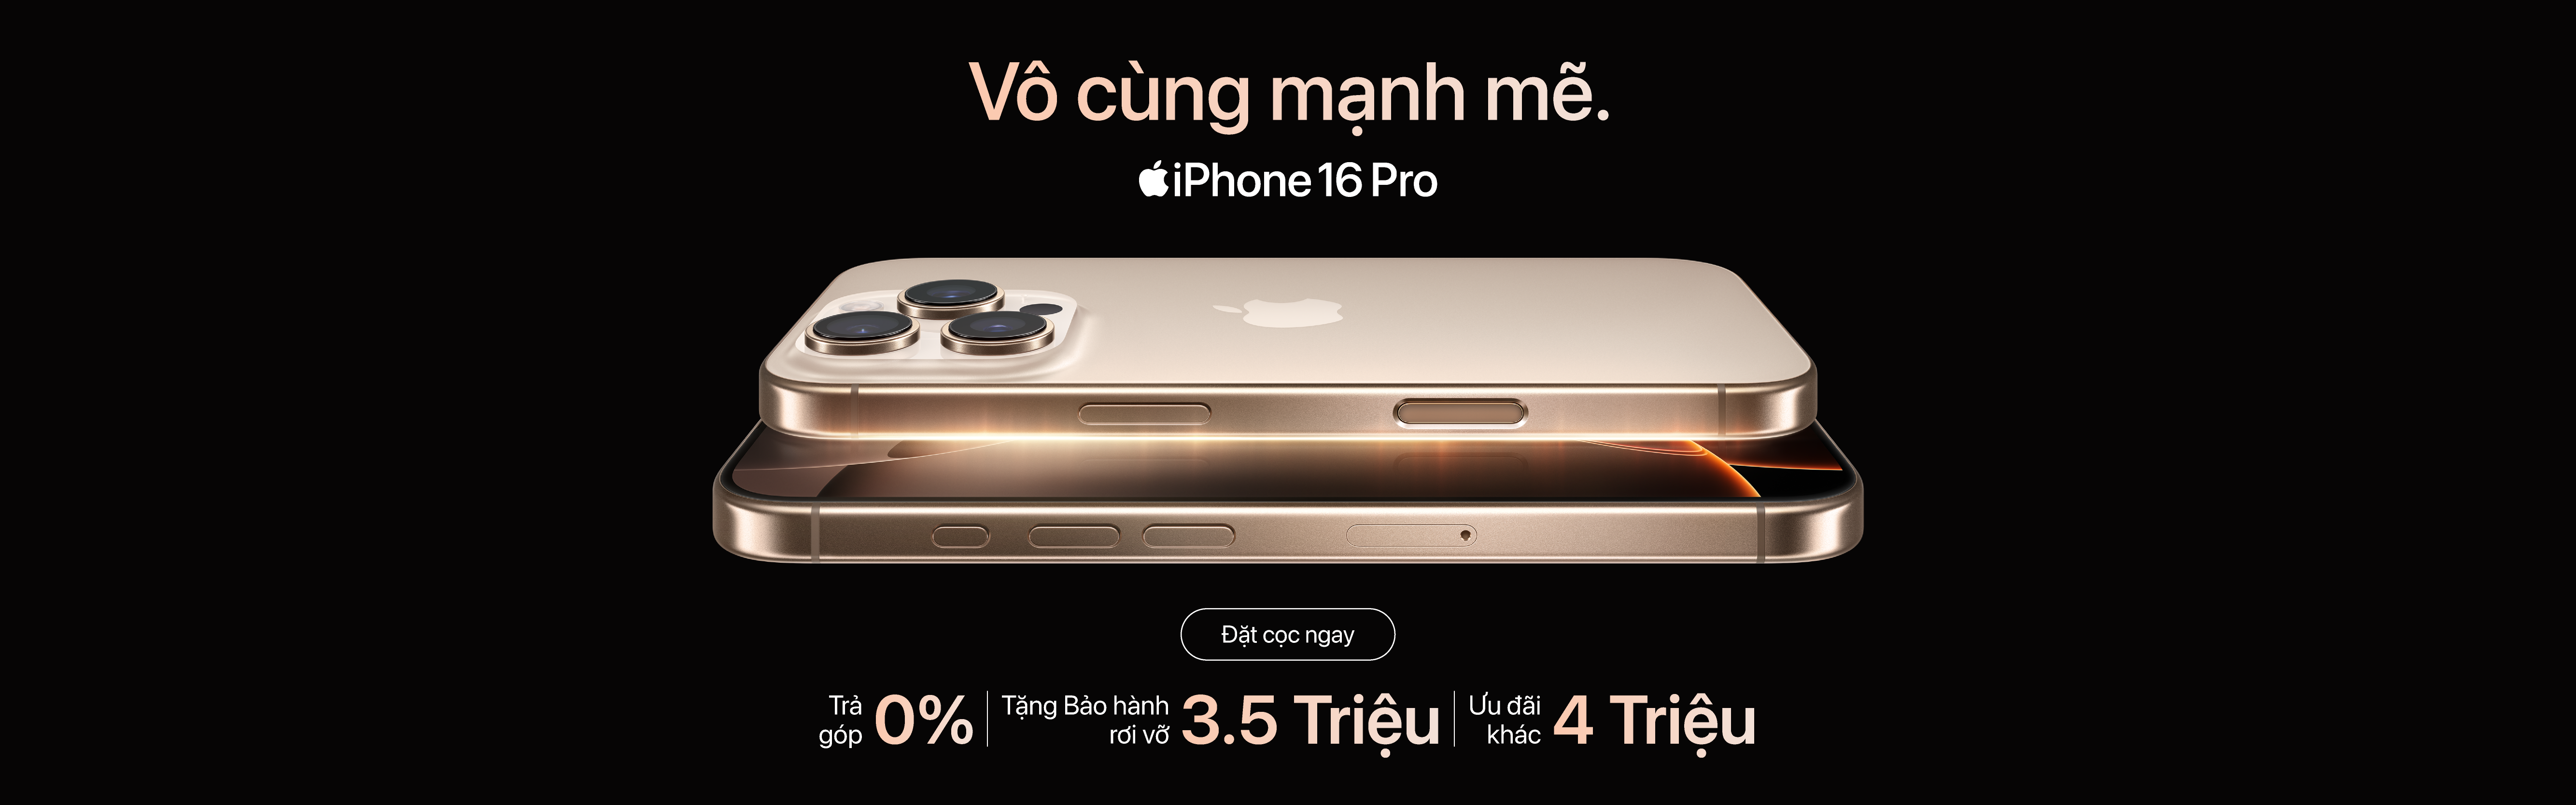 Vô cùng mạnh mẽ.
iPhone 16 Pro
Đặt cọc ngay
Trả góp 0%
Tặng Bảo hành rơi vỡ 3.5 Triệu
Ưu đãi khác 4 Triệu